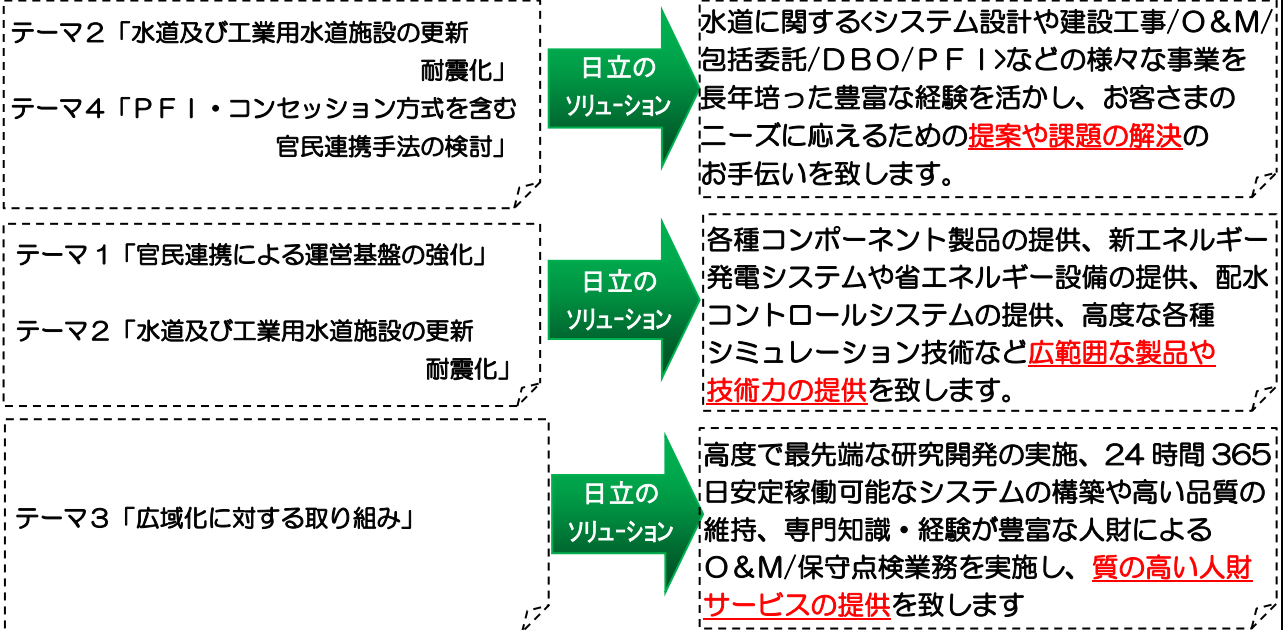 テーマ２「水道及び工業用水道施設の更新
耐震化」
テーマ４「ＰＦＩ・コンセッション方式を含む
官民連携手法の検討」
日立の
ソリューション
水道に関する<システム設計や建設工事/Ｏ＆Ｍ/
包括委託/ＤＢＯ/ＰＦＩ>などの様々な事業を
長年培った豊富な経験を活かし、お客さまの
ニーズに応えるための提案や課題の解決の
お手伝いを致します。
テーマ１「官民連携による運営基盤の強化」
テーマ２「水道及び工業用水道施設の更新
耐震化」
日立の
ソリューション
各種コンポーネント製品の提供、新エネルギー
発電システムや省エネルギー設備の提供、配水
コントロールシステムの提供、高度な各種
シミュレーション技術など広範囲な製品や
技術力の提供を致します。
テーマ３「広域化に対する取り組み」
日立の
ソリューション
高度で最先端な研究開発の実施、２４時間365
日安定稼働可能なシステムの構築や高い品質の
維持、専門知識・経験が豊富な人財による
Ｏ＆Ｍ/保守点検業務を実施し、質の高い人財
サービスの提供を致します